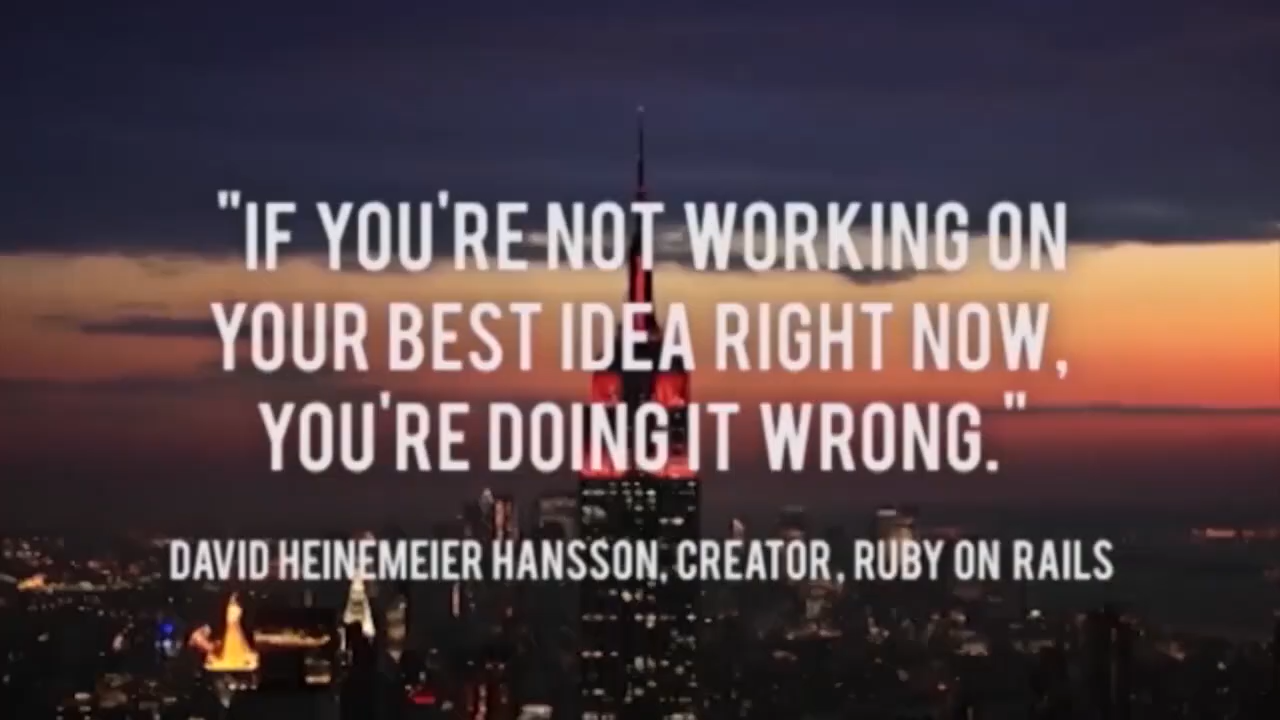 "IF YOU'RE NOT WORKING ON
YOUR BEST IDEA RIGHT NOW,
YOU'RE DOING IT WRONG."
DAVID HEINEMEIER HANSSON, CREATOR, RUBY ON RAILS